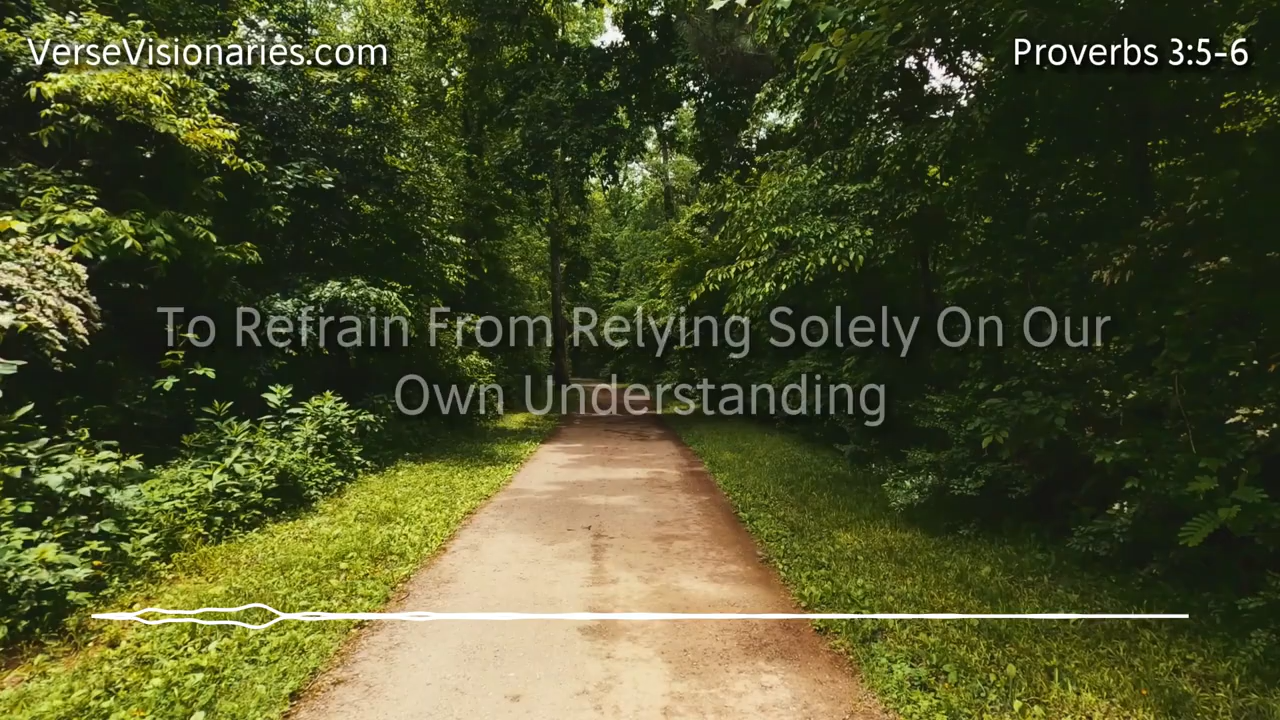 VerseVisionaries.com
Proverbs 3:5-6
To Refrain From Relying Solely On Our
Own Understanding